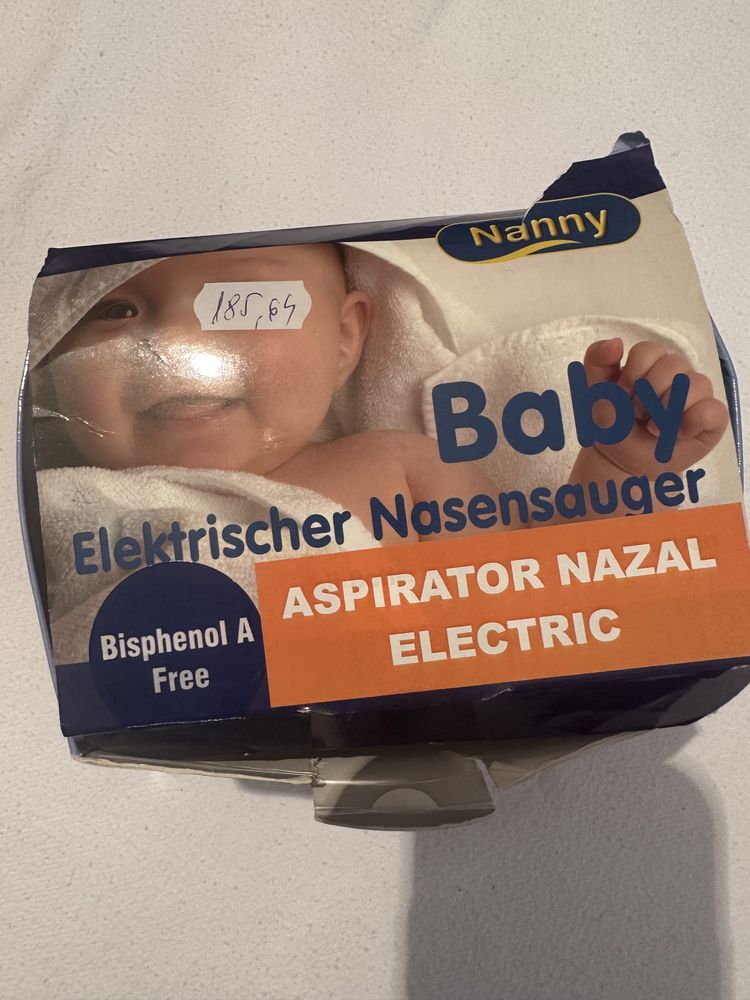 Nanny
185,64
Baby
Elektrischer Nasensauger
ASPIRATOR NAZAL
ELECTRIC
Bisphenol A
Free